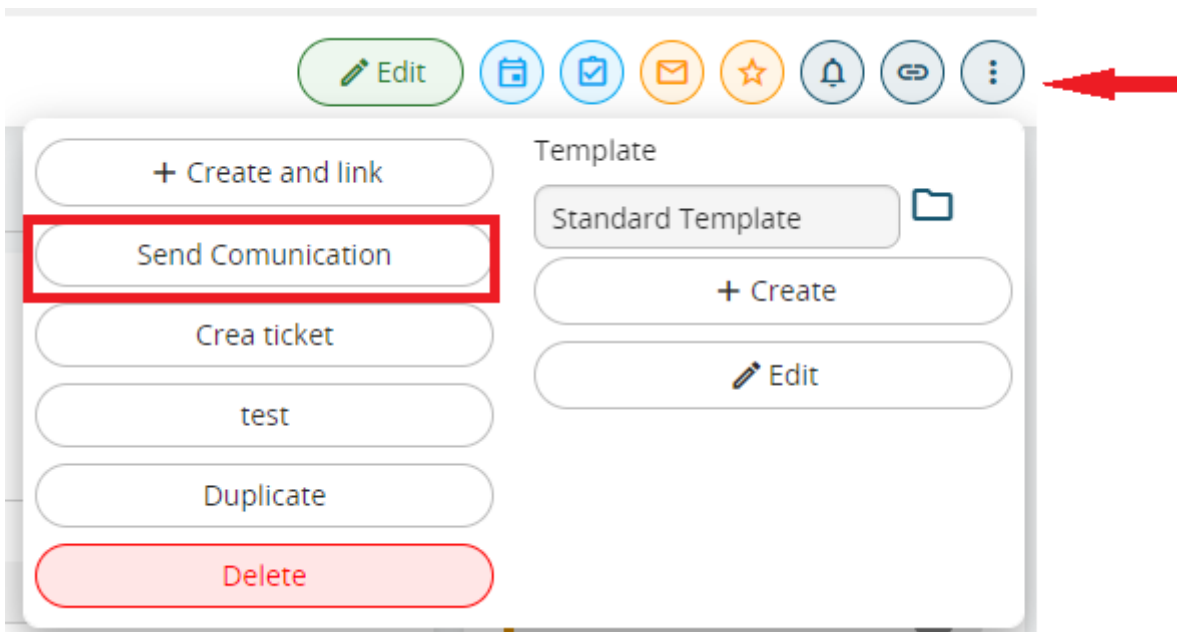 Edit
+ Create and link
Send Comunication
Crea ticket
test
Duplicate
Delete
Template
Standard Template
+ Create
Edit